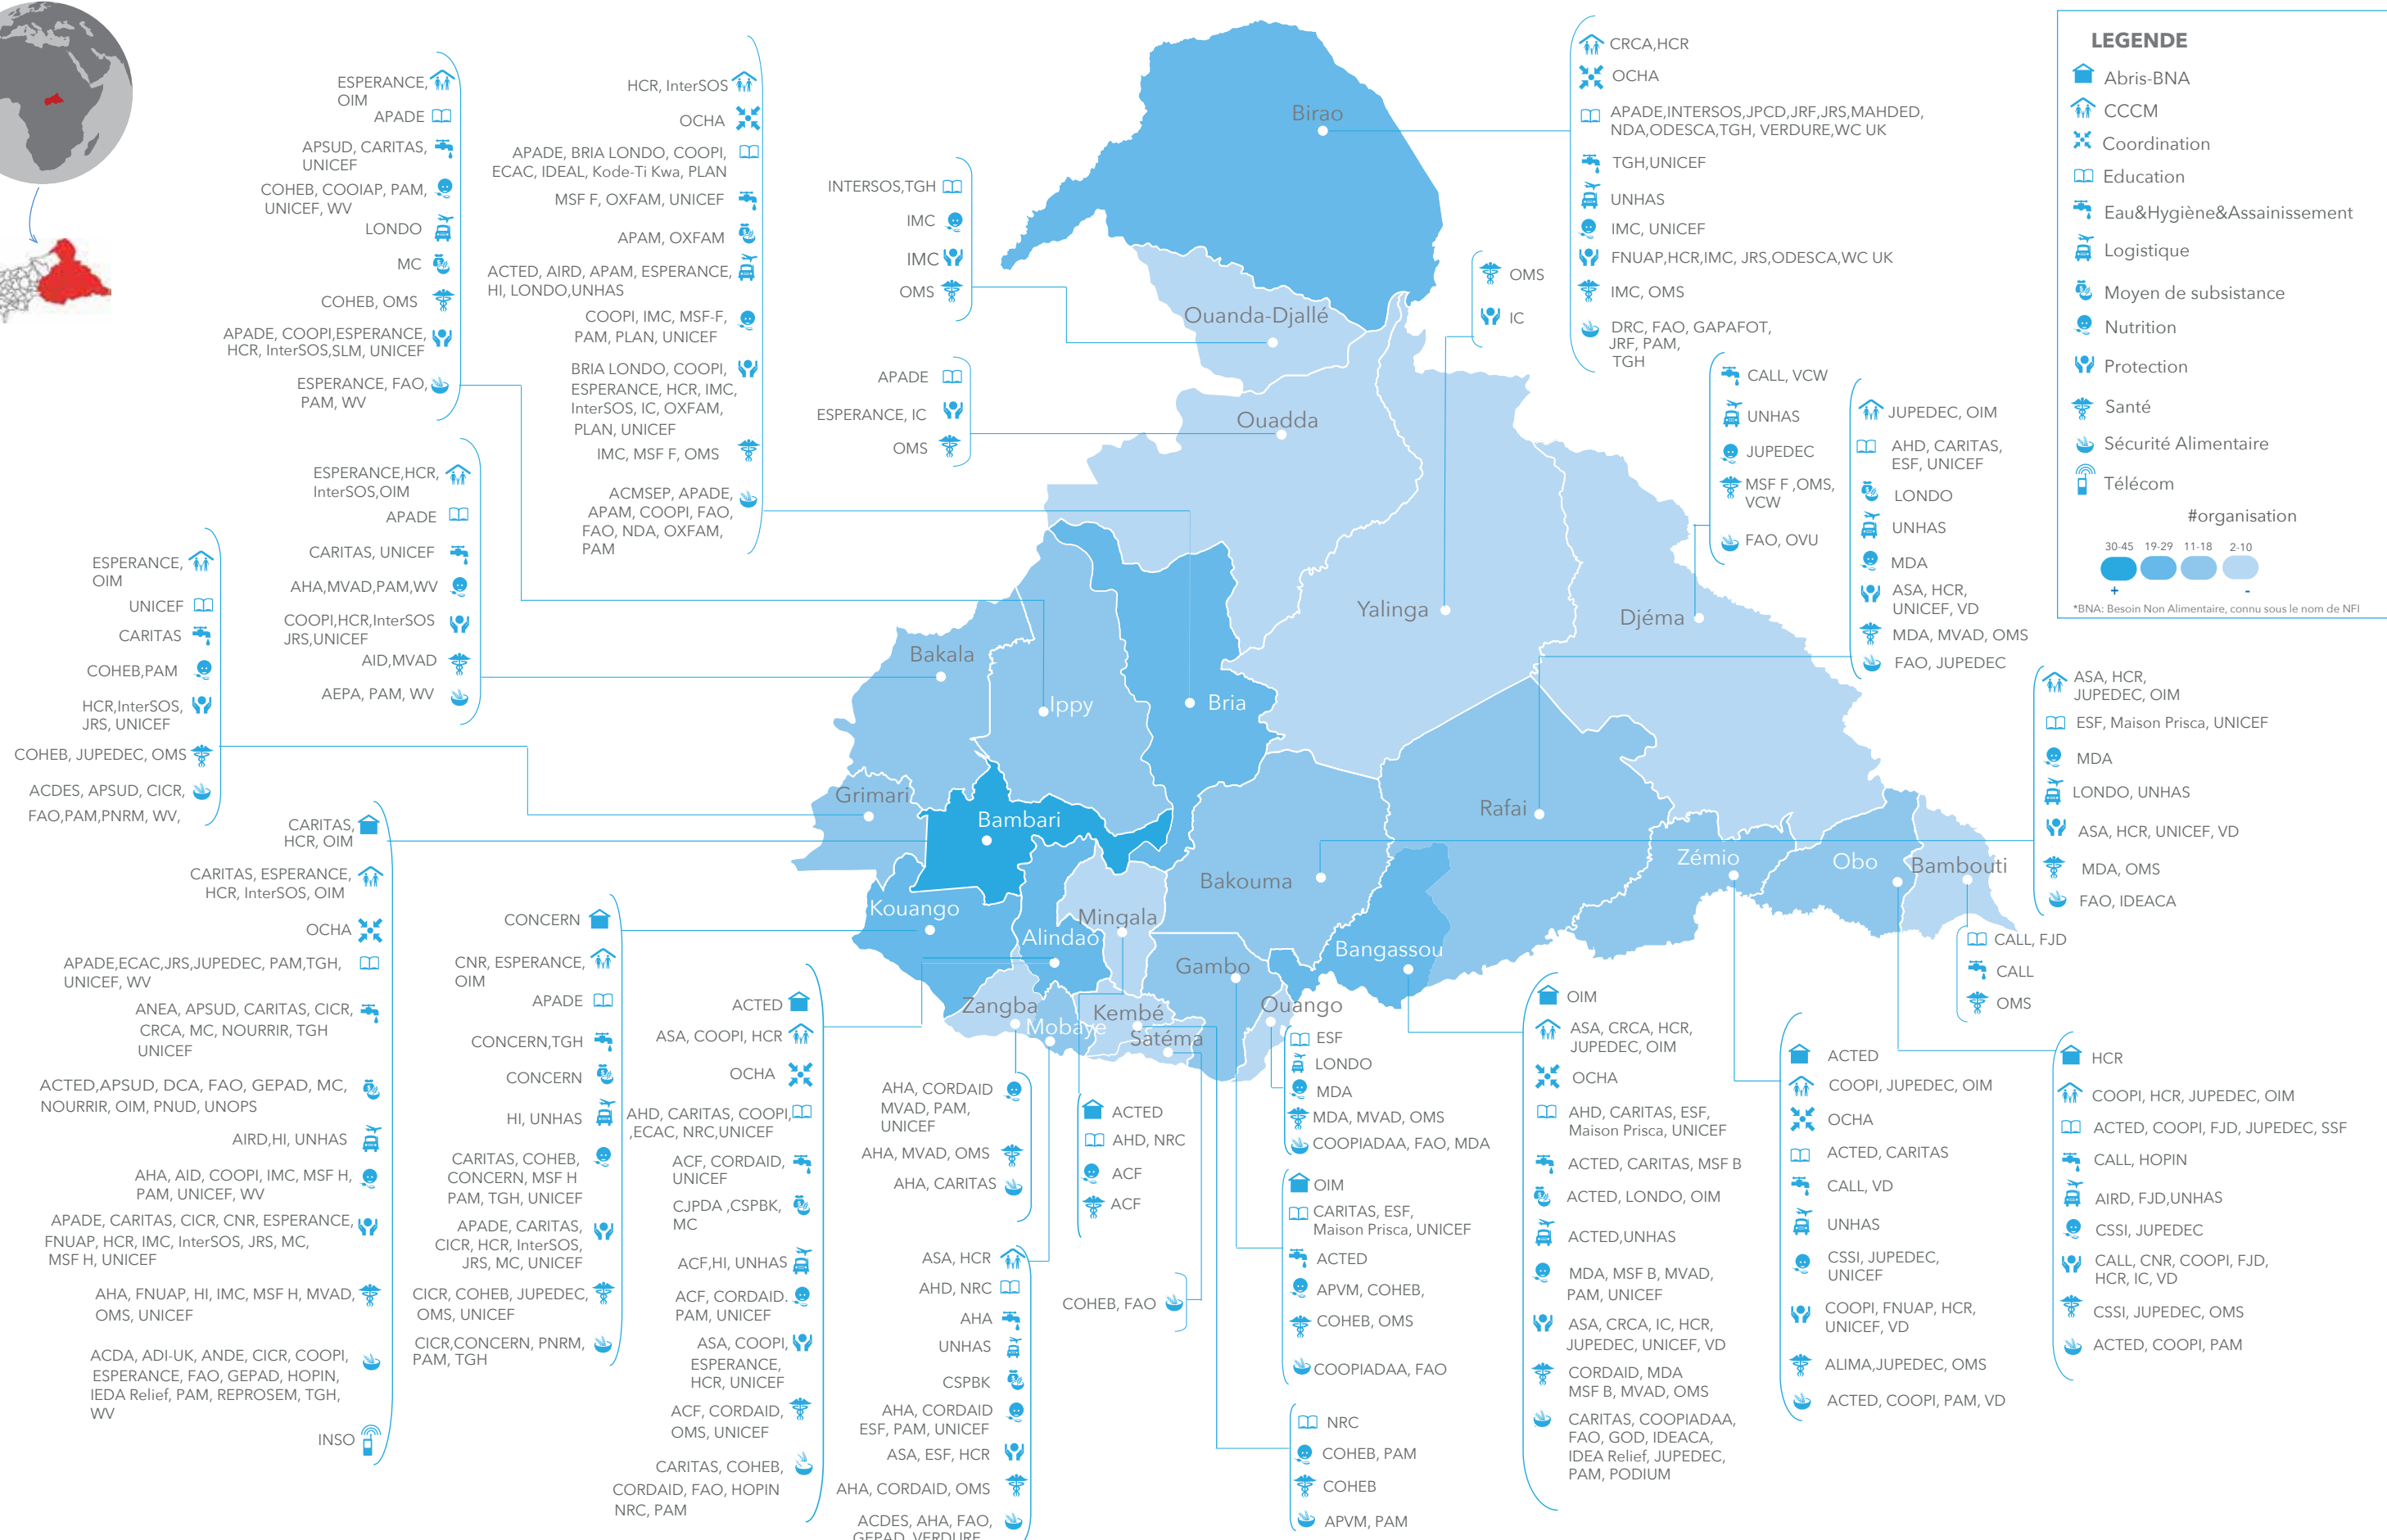 ESPERANCE,
OIM
APADE
APSUD, CARITAS,
UNICEF
COHEB, COOIAP, PAM,
UNICEF, WV
LONDO
MC
COHEB, OMS
APADE, COOPI,ESPERANCE,
HCR, InterSOS,SLM, UNICEF
ESPERANCE, FAO,
PAM, WV
HCR, InterSOS
OCHA
APADE, BRIA LONDO, COOPI,
ECAC, IDEAL, Kode-Ti Kwa, PLAN
MSF F, OXFAM, UNICEF
APAM, OXFAM
ACTED, AIRD, APAM, ESPERANCE,
HI, LONDO,UNHAS
COOPI, IMC, MSF-F,
PAM, PLAN, UNICEF
BRIA LONDO, COOPI,
ESPERANCE, HCR, IMC,
InterSOS, IC, OXFAM,
PLAN, UNICEF
IMC, MSF F, OMS
ACMSEP, APADE,
APAM, COOPI, FAO,
FAO, NDA, OXFAM,
PAM
INTERSOS,TGH
IMC
IMC
OMS
APADE
ESPERANCE, IC
OMS
CRCA,HCR
OCHA
APADE,INTERSOS,JPCD,JRF,JRS,MAHDED,
NDA,ODESCA,TGH, VERDURE,WC UK
TGH,UNICEF
UNHAS
IMC, UNICEF
FNUAP,HCR,IMC, JRS,ODESCA,WC UK
IMC, OMS
DRC, FAO, GAPAFOT,
JRF, PAM,
TGH
OMS
IC
CALL, VCW
UNHAS
JUPEDEC
MSF F ,OMS,
VCW
FAO, OVU
JUPEDEC, OIM
AHD, CARITAS,
ESF, UNICEF
LONDO
UNHAS
MDA
ASA, HCR,
UNICEF, VD
MDA, MVAD, OMS
FAO, JUPEDEC
LEGENDE
Abris-BNA
CCCM
Coordination
Education
Eau&Hygiène&Assainissement
Logistique
Moyen de subsistance
Nutrition
Protection
Santé
Sécurité Alimentaire
Télécom
#organisation
30-45 19-29 11-18 2-10
+ -
*BNA: Besoin Non Alimentaire, connu sous le nom de NFI
ESPERANCE,HCR,
InterSOS,OIM
APADE
CARITAS, UNICEF
AHA,MVAD,PAM,WV
COOPI,HCR,InterSOS
JRS,UNICEF
AID,MVAD
AEPA, PAM, WV
ESPERANCE,
OIM
UNICEF
CARITAS
COHEB,PAM
HCR,InterSOS,
JRS, UNICEF
COHEB, JUPEDEC, OMS
ACDES, APSUD, CICR,
FAO,PAM,PNRM, WV,
ASA, HCR,
JUPEDEC, OIM
ESF, Maison Prisca, UNICEF
MDA
LONDO, UNHAS
ASA, HCR, UNICEF, VD
MDA, OMS
FAO, IDEACA
Birao
Ouanda-Djallé
Ouadda
Yalinga
Djéma
Bakala
Ippy
Bria
Grimari
Bambari
Rafai
Zémio
Obo
Bambouti
Bakouma
Kouango
Mingala
Alindao
Gambo
Bangassou
Zangba
Mobaye
Kembé
Satéma
Ouango
CARITAS,
HCR, OIM
CARITAS, ESPERANCE,
HCR, InterSOS, OIM
OCHA
APADE,ECAC,JRS,JUPEDEC, PAM,TGH,
UNICEF, WV
ANEA, APSUD, CARITAS, CICR,
CRCA, MC, NOURRIR, TGH
UNICEF
ACTED,APSUD, DCA, FAO, GEPAD, MC,
NOURRIR, OIM, PNUD, UNOPS
AIRD,HI, UNHAS
AHA, AID, COOPI, IMC, MSF H,
PAM, UNICEF, WV
APADE, CARITAS, CICR, CNR, ESPERANCE,
FNUAP, HCR, IMC, InterSOS, JRS, MC,
MSF H, UNICEF
AHA, FNUAP, HI, IMC, MSF H, MVAD,
OMS, UNICEF
ACDA, ADI-UK, ANDE, CICR, COOPI,
ESPERANCE, FAO, GEPAD, HOPIN,
IEDA Relief, PAM, REPROSEM, TGH,
WV
INSO
CONCERN
CNR, ESPERANCE,
OIM
APADE
CONCERN,TGH
CONCERN
HI, UNHAS
CARITAS, COHEB,
CONCERN, MSF H
PAM, TGH, UNICEF
APADE, CARITAS,
CICR, HCR, InterSOS,
JRS, MC, UNICEF
CICR, COHEB, JUPEDEC,
OMS, UNICEF
CICR,CONCERN, PNRM,
PAM, TGH
ACTED
ASA, COOPI, HCR
OCHA
AHD, CARITAS, COOPI,
,ECAC, NRC,UNICEF
ACF, CORDAID,
UNICEF
CJPDA ,CSPBK,
MC
ACF,HI, UNHAS
ACF, CORDAID.
PAM, UNICEF
ASA, COOPI,
ESPERANCE,
HCR, UNICEF
ACF, CORDAID,
OMS, UNICEF
CARITAS, COHEB,
CORDAID, FAO, HOPIN
NRC, PAM
AHA, CORDAID
MVAD, PAM,
UNICEF
AHA, MVAD, OMS
AHA, CARITAS
ASA, HCR
AHD, NRC
AHA
UNHAS
CSPBK
AHA, CORDAID
ESF, PAM, UNICEF
ASA, ESF, HCR
AHA, CORDAID, OMS
ACDES, AHA, FAO,
GEPAD, VERDURE
ACTED
AHD, NRC
ACF
ACF
COHEB, FAO
ESF
LONDO
MDA
MDA, MVAD, OMS
COOPIADAA, FAO, MDA
OIM
CARITAS, ESF,
Maison Prisca, UNICEF
ACTED
APVM, COHEB,
COHEB, OMS
COOPIADAA, FAO
NRC
COHEB, PAM
COHEB
APVM, PAM
OIM
ASA, CRCA, HCR,
JUPEDEC, OIM
OCHA
AHD, CARITAS, ESF,
Maison Prisca, UNICEF
ACTED, CARITAS, MSF B
ACTED, LONDO, OIM
ACTED,UNHAS
MDA, MSF B, MVAD,
PAM, UNICEF
ASA, CRCA, IC, HCR,
JUPEDEC, UNICEF, VD
CORDAID, MDA
MSF B, MVAD, OMS
CARITAS, COOPIADAA,
FAO, GOD, IDEACA,
IDEA Relief, JUPEDEC,
PAM, PODIUM
ACTED
COOPI, JUPEDEC, OIM
OCHA
ACTED, CARITAS
CALL, VD
UNHAS
CSSI, JUPEDEC,
UNICEF
COOPI, FNUAP, HCR,
UNICEF, VD
ALIMA,JUPEDEC, OMS
ACTED, COOPI, PAM, VD
CALL, FJD
CALL
OMS
HCR
COOPI, HCR, JUPEDEC, OIM
ACTED, COOPI, FJD, JUPEDEC, SSF
CALL, HOPIN
AIRD, FJD,UNHAS
CSSI, JUPEDEC
CALL, CNR, COOPI, FJD,
HCR, IC, VD
CSSI, JUPEDEC, OMS
ACTED, COOPI, PAM